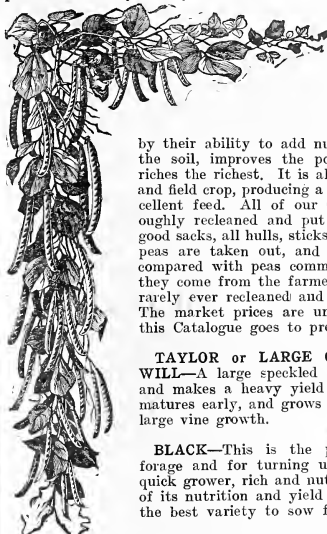 by their ability to add nu
the soil, improves the po
riches the richest. It is al
and field crop, producing a
cellent feed. All of our
oughly recleaned and put
good sacks, all hulls, sticks
peas are taken out, and
compared with peas comm
they come from the farme
rarely ever recleaned and
The market prices are un
this Catalogue goes to pre
TAYLOR or LARGE
WILL—A large speckled
and makes a heavy yield
matures early, and grows
large vine growth.
BLACK—This is the p
forage and for turning u
quick grower, rich and nut
of its nutrition and yield
the best variety to sow f